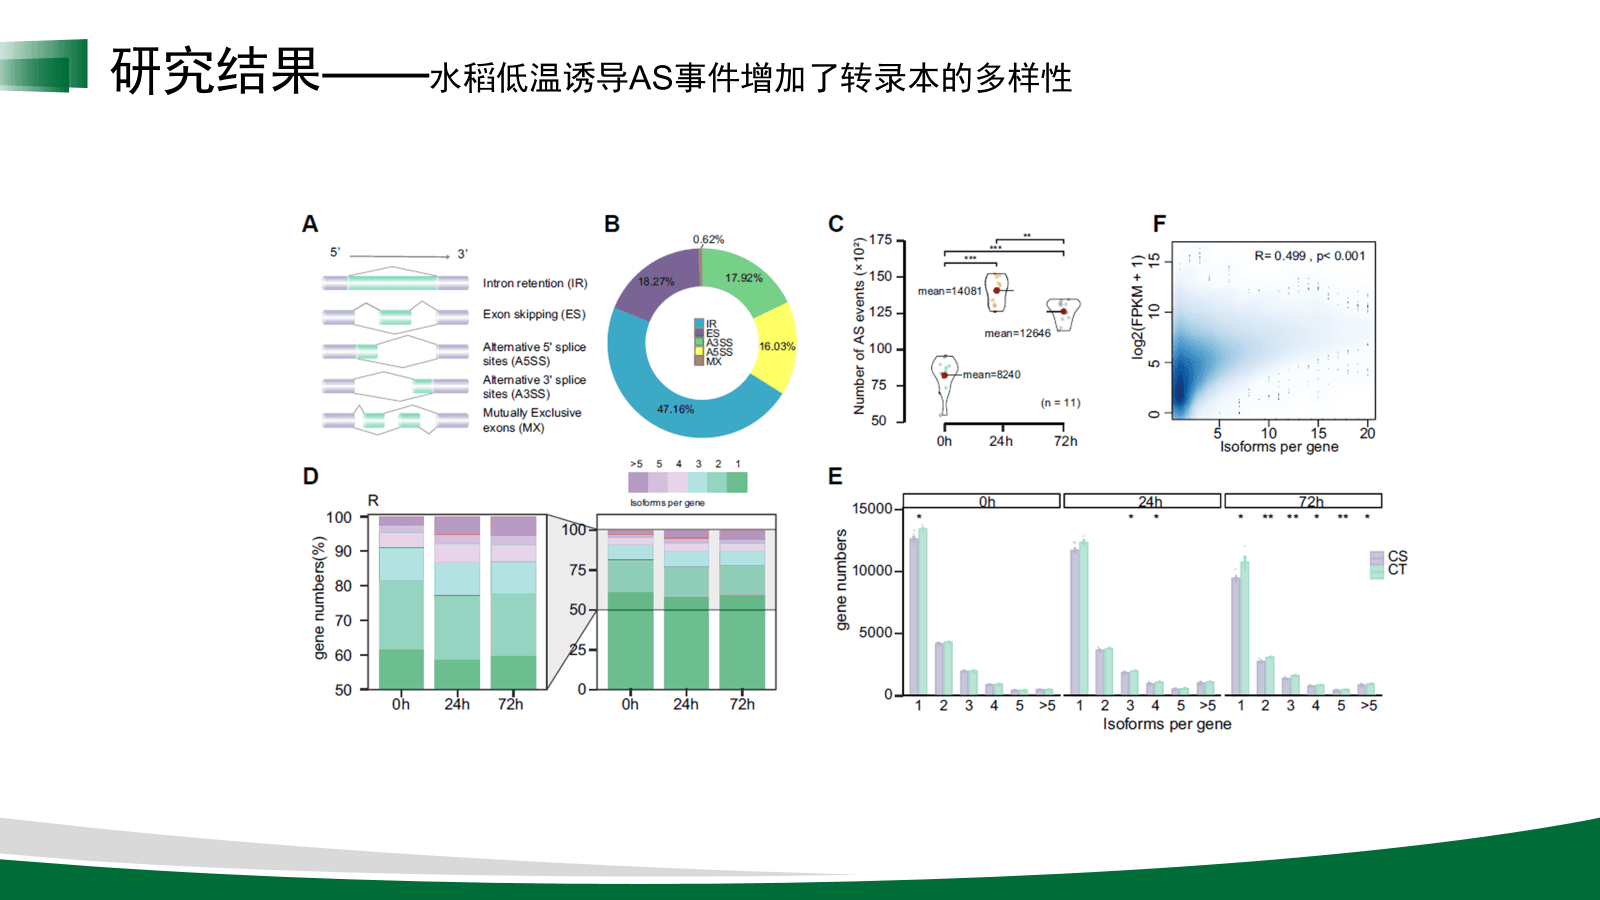 研究结果——水稻低温诱导AS事件增加了转录本的多样性
A
5' 3'
Intron retention (IR)
Exon skipping (ES)
Alternative 5' splice
sites (A5SS)
Alternative 3' splice
sites (A3SS)
Mutually Exclusive
exons (MX)
B
0.62%
17.92%
18.27%
16.03%
47.16%
IR
ES
A3SS
A5SS
MX
C
Number of AS events (×10²)
175
150
125
100
75
50
**
***
***
mean=14081
mean=12646
mean=8240
(n = 11)
0h 24h 72h
F
log2(FPKM + 1)
15
10
5
0
R= 0.499 , p< 0.001
5 10 15 20
Isoforms per gene
D
>5 5 4 3 2 1
Isoforms per gene
R
gene numbers(%)
100
90
80
70
60
50
0h 24h 72h
100
75
50
25
0
0h 24h 72h
E
gene numbers
15000
10000
5000
0
0h 24h 72h
* * * * ** ** * ** *
CS
CT
1 2 3 4 5 >5 1 2 3 4 5 >5 1 2 3 4 5 >5
Isoforms per gene